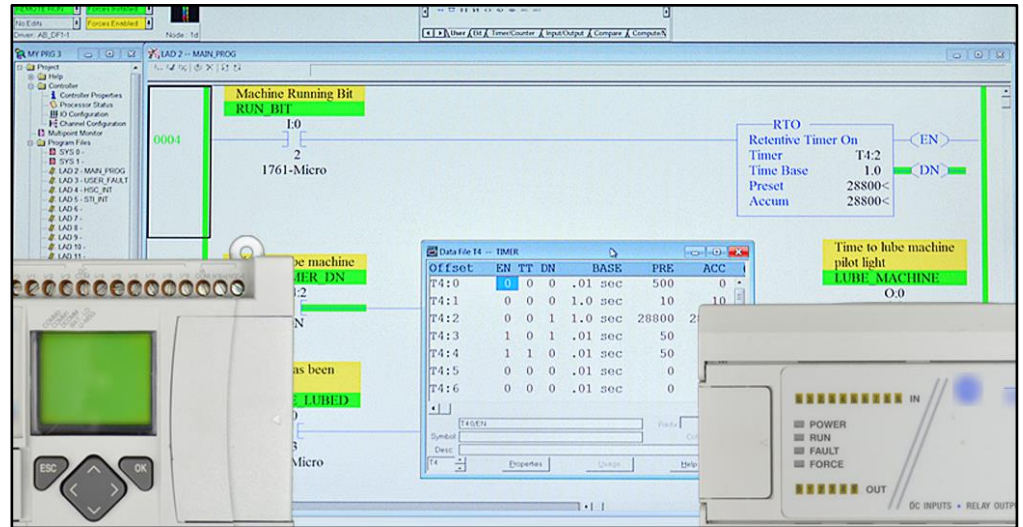 REMOTE RUN
Forces Installed
No Edits
Forces Enabled
Driver: AB_DF1-1
Node: 1d
User
Bit
Timer/Counter
Input/Output
Compare
MY PRG 3
LAD 2 -- MAIN_PROG
Project
Help
Controller
Controller Properties
Processor Status
IO Configuration
Channel Configuration
Multipoint Monitor
Program Files
SYS 0 -
SYS 1 -
LAD 2 - MAIN_PROG
LAD 3 - USER_FAULT
LAD 4 - HSC_INT
LAD 5 - STI_INT
LAD 6 -
LAD 7 -
LAD 8 -
LAD 9 -
LAD 10 -
LAD 11 -
0004
Machine Running Bit
RUN_BIT
I:0
2
1761-Micro
RTO
Retentive Timer On
Timer T4:2
Time Base 1.0
Preset 28800<
Accum 28800<
EN
DN
be machine
MER_DN
:2
N
as been
E_LUBED
3
Micro
Time to lube machine
pilot light
LUBE_MACHINE
O:0
Data File T4 -- TIMER
Offset EN TT DN BASE PRE ACC
T4:0 0 0 0 .01 sec 500 0
T4:1 0 0 0 1.0 sec 10 10
T4:2 0 0 1 1.0 sec 28800 2
T4:3 1 0 1 .01 sec 50
T4:4 1 1 0 .01 sec 50
T4:5 0 0 0 .01 sec 0
T4:6 0 0 0 .01 sec 0
T4:0/EN
Symbol:
Desc:
T4
Properties
Usage
Help
ESC
OK
IN
POWER
RUN
FAULT
FORCE
OUT
DC INPUTS • RELAY OUTP